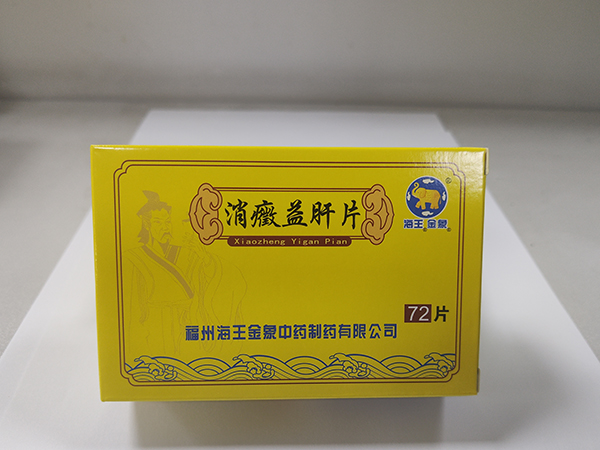 消癥益肝片
Xiaozheng Yigan Pian
海王®金象®
®
72片
福州海王金象中药制药有限公司